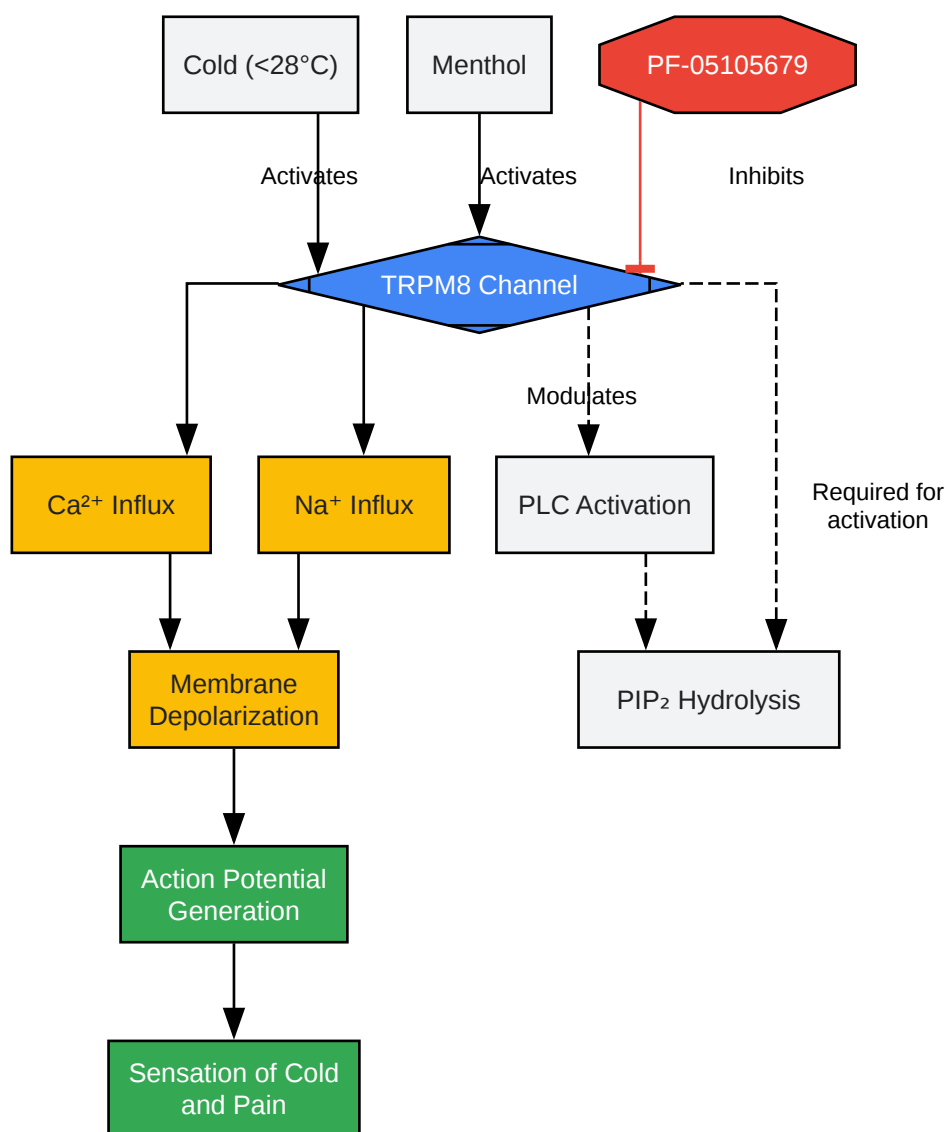 Cold (<28°C)
Menthol
PF-05105679
Activates
Activates
Inhibits
TRPM8 Channel
Modulates
Ca²⁺ Influx
Na⁺ Influx
PLC Activation
Required for
activation
Membrane
Depolarization
PIP₂ Hydrolysis
Action Potential
Generation
Sensation of Cold
and Pain